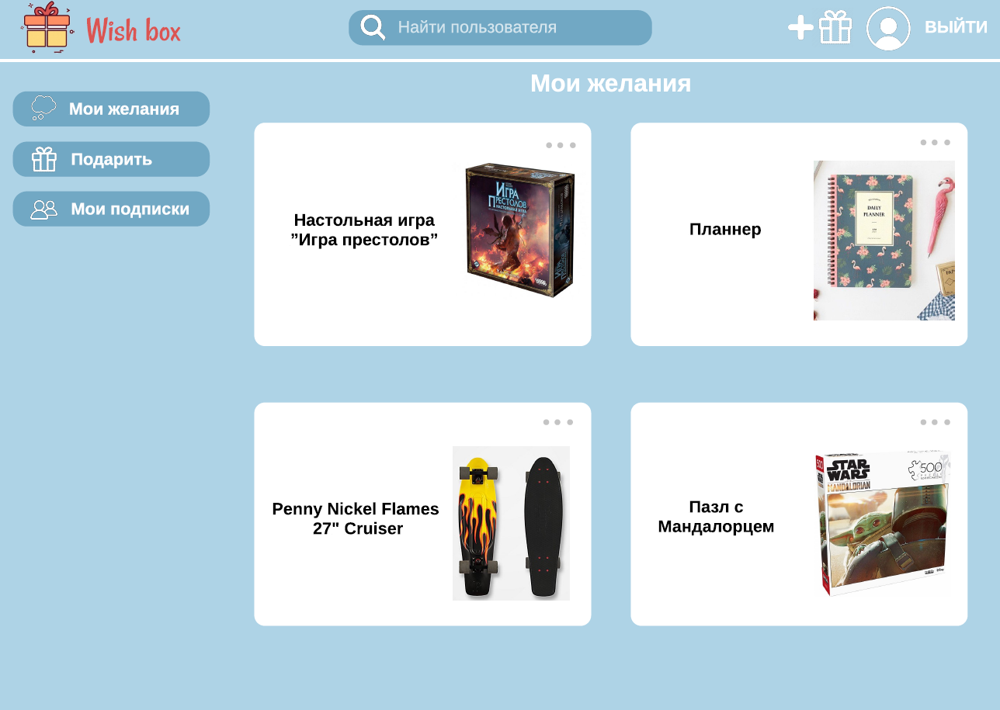 Wish box
Найти пользователя
ВЫЙТИ
Мои желания
Мои желания
Подарить
Мои подписки
Настольная игра
”Игра престолов”
ИГРА
ПРЕСТОЛОВ
НАСТОЛЬНАЯ ИГРА
Планнер
DAILY
PLANNER
Penny Nickel Flames
27" Cruiser
Пазл с
Мандалорцем
500
STAR
WARS
500
MANDALORIAN